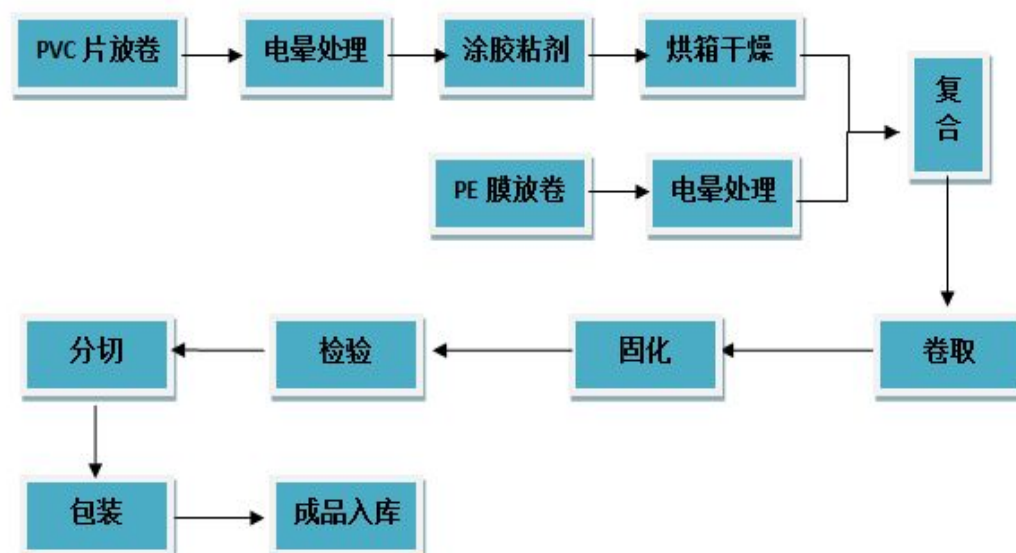 PVC 片放卷
电晕处理
涂胶粘剂
烘箱干燥
复
合
PE 膜放卷
电晕处理
分切
检验
固化
卷取
包装
成品入库